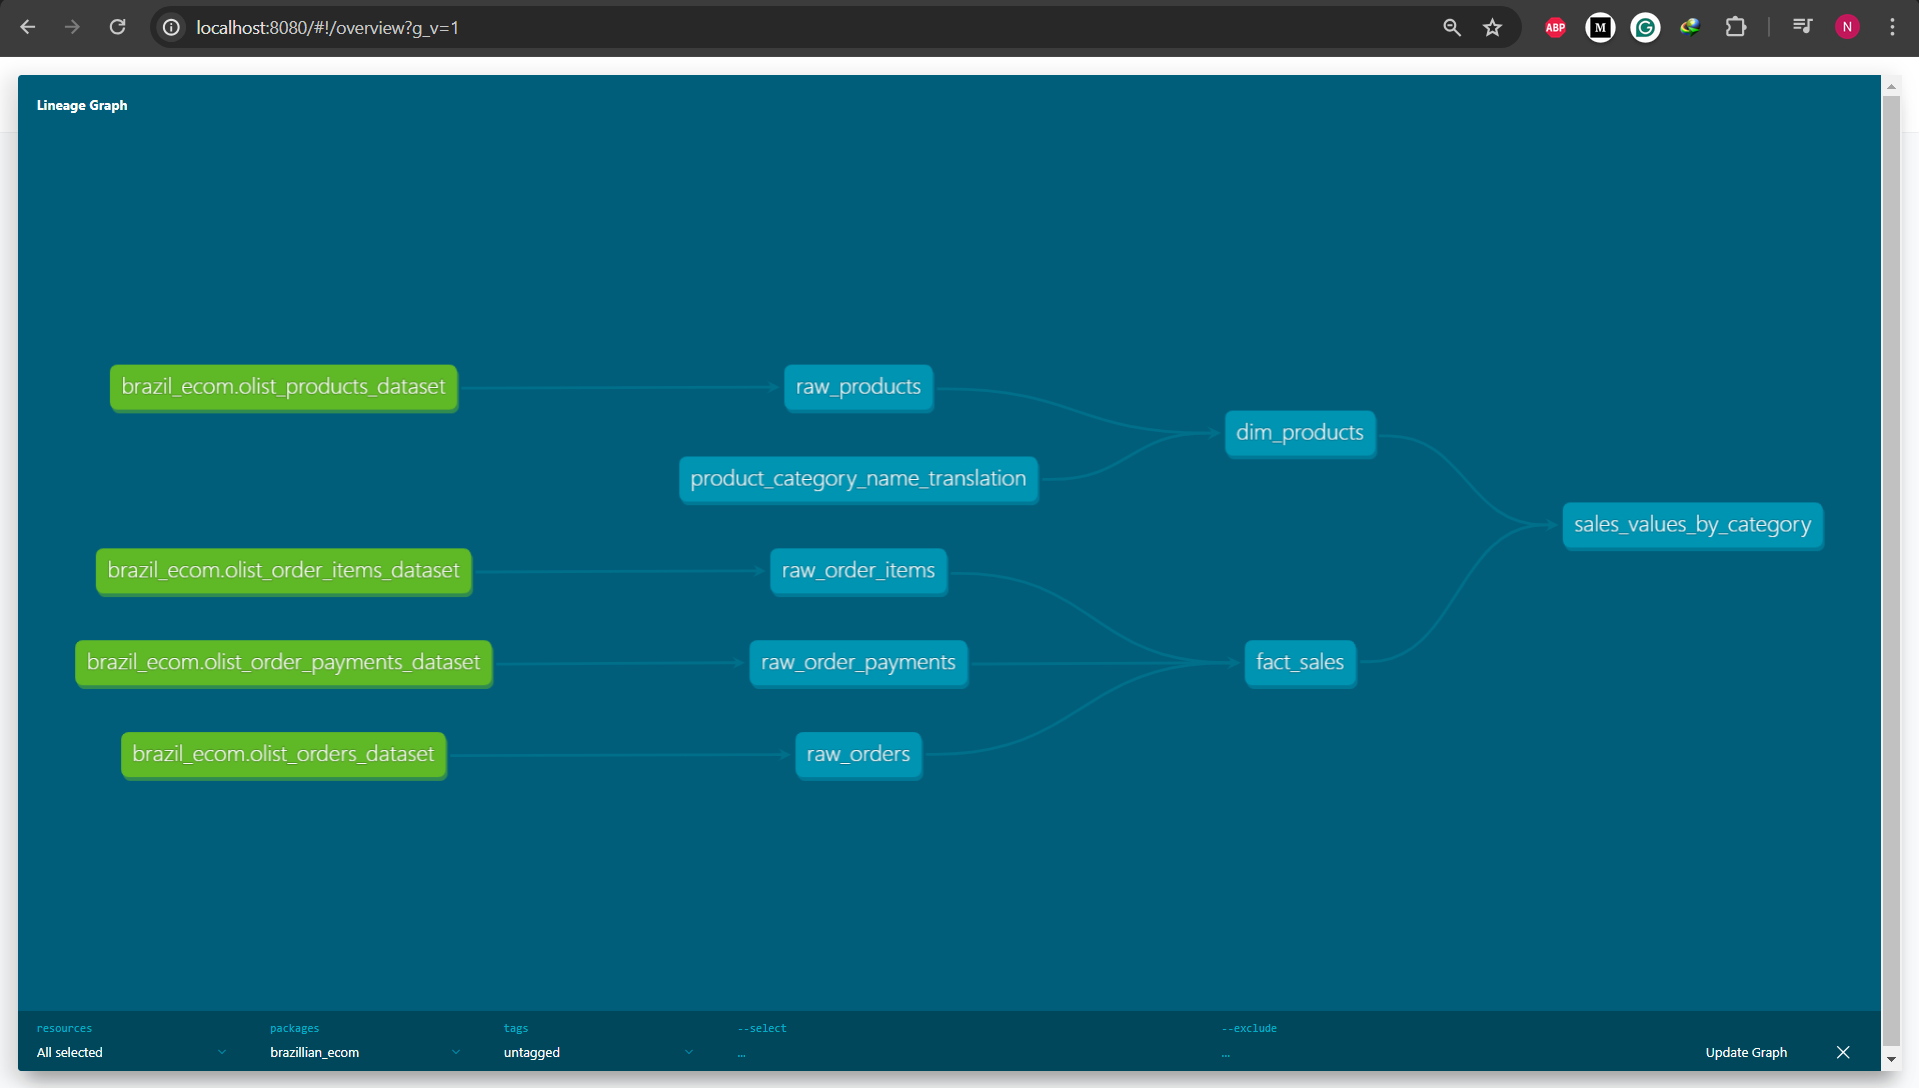 localhost:8080/#!/overview?g_v=1
ABP
M
G
N
Lineage Graph
brazil_ecom.olist_products_dataset
raw_products
dim_products
product_category_name_translation
sales_values_by_category
brazil_ecom.olist_order_items_dataset
raw_order_items
brazil_ecom.olist_order_payments_dataset
raw_order_payments
fact_sales
brazil_ecom.olist_orders_dataset
raw_orders
resources
packages
tags
--select
--exclude
All selected
brazillian_ecom
untagged
...
...
Update Graph